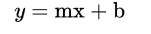 y = mx + b